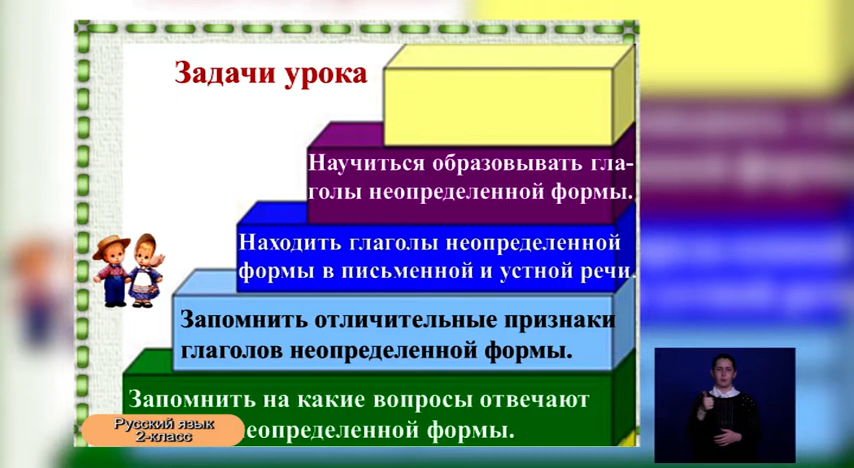 Задачи урока
Научиться образовывать гла-
голы неопределенной формы.
Находить глаголы неопределенной
формы в письменной и устной речи.
Запомнить отличительные признаки
глаголов неопределенной формы.
Запомнить на какие вопросы отвечают
неопределенной формы.
Русский язык
2-класс